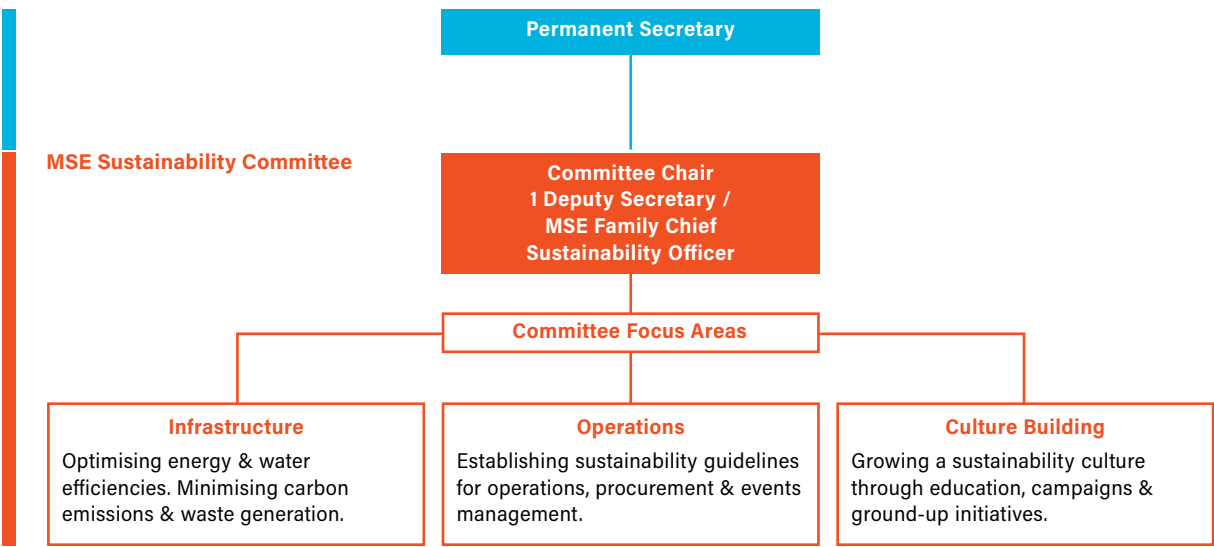 Permanent Secretary
MSE Sustainability Committee
Committee Chair
1 Deputy Secretary /
MSE Family Chief
Sustainability Officer
Committee Focus Areas
Infrastructure
Optimising energy & water
efficiencies. Minimising carbon
emissions & waste generation.
Operations
Establishing sustainability guidelines
for operations, procurement & events
management.
Culture Building
Growing a sustainability culture
through education, campaigns &
ground-up initiatives.